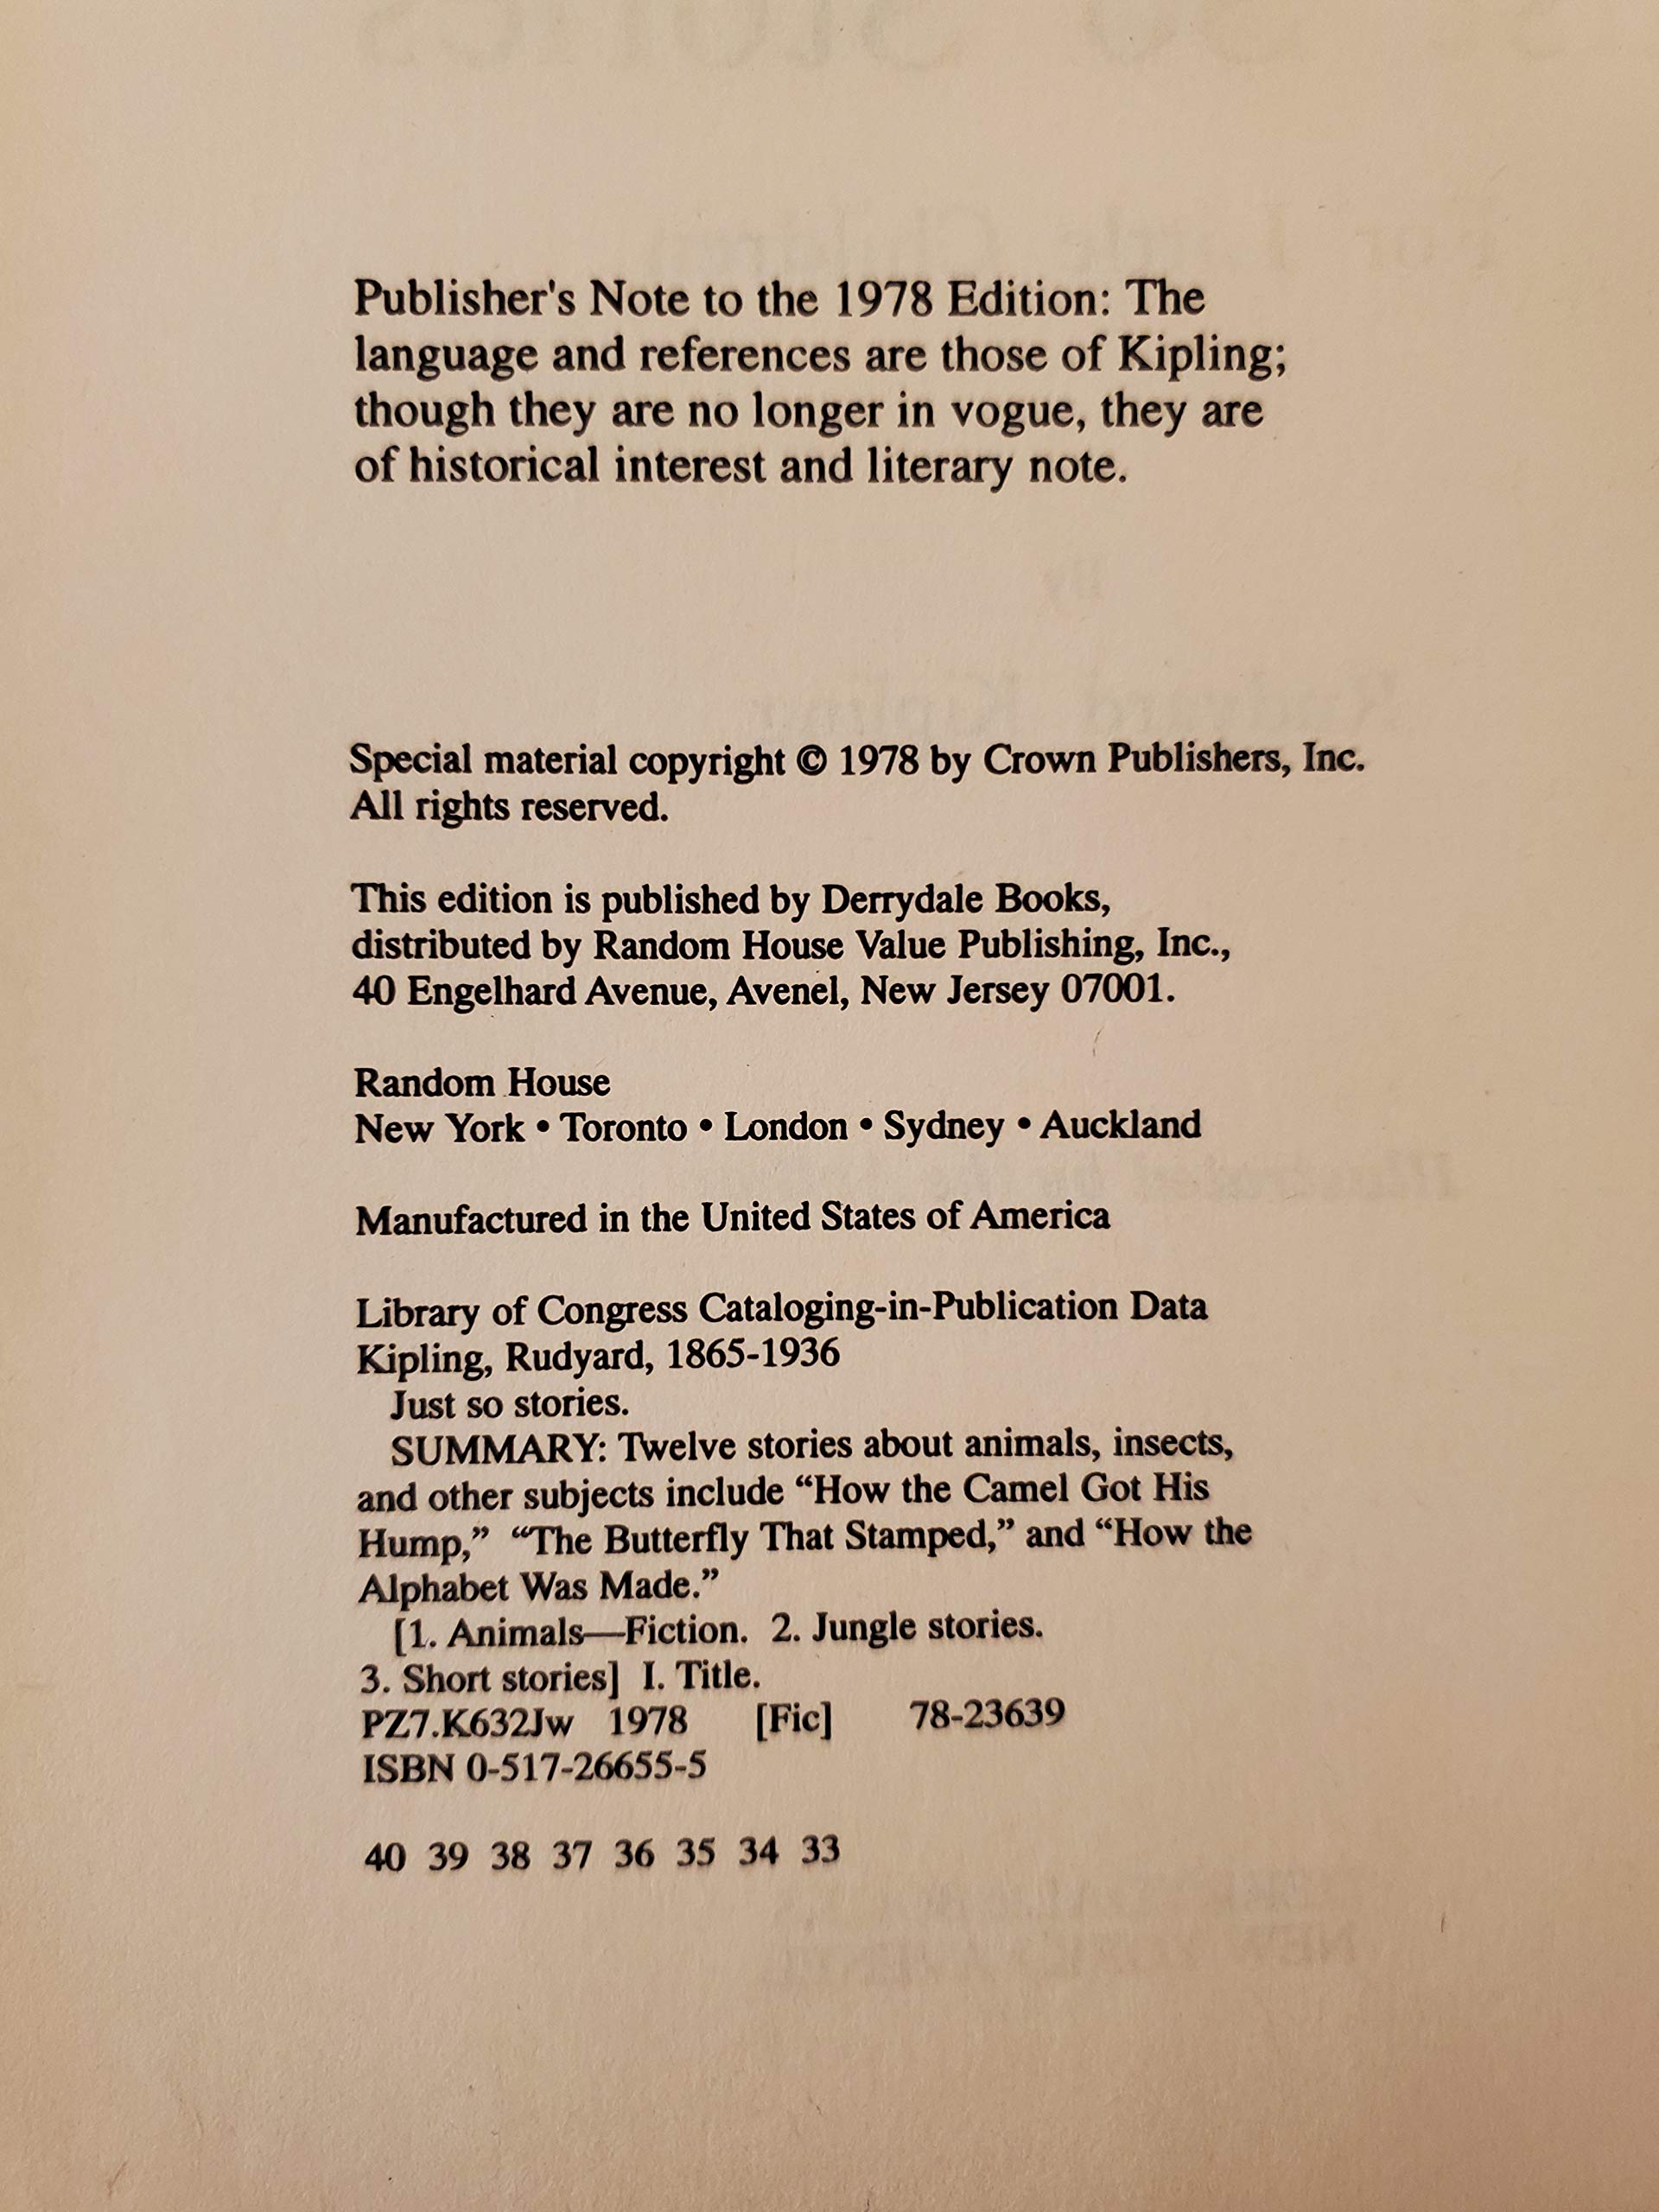 Publisher's Note to the 1978 Edition: The
language and references are those of Kipling;
though they are no longer in vogue, they are
of historical interest and literary note.
Special material copyright © 1978 by Crown Publishers, Inc.
All rights reserved.
This edition is published by Derrydale Books,
distributed by Random House Value Publishing, Inc.,
40 Engelhard Avenue, Avenel, New Jersey 07001.
Random House
New York • Toronto • London • Sydney • Auckland
Manufactured in the United States of America
Library of Congress Cataloging-in-Publication Data
Kipling, Rudyard, 1865-1936
Just so stories.
SUMMARY: Twelve stories about animals, insects,
and other subjects include “How the Camel Got His
Hump,” “The Butterfly That Stamped,” and “How the
Alphabet Was Made.”
[1. Animals—Fiction. 2. Jungle stories.
3. Short stories] I. Title.
PZ7.K632Jw 1978 [Fic] 78-23639
ISBN 0-517-26655-5
40 39 38 37 36 35 34 33